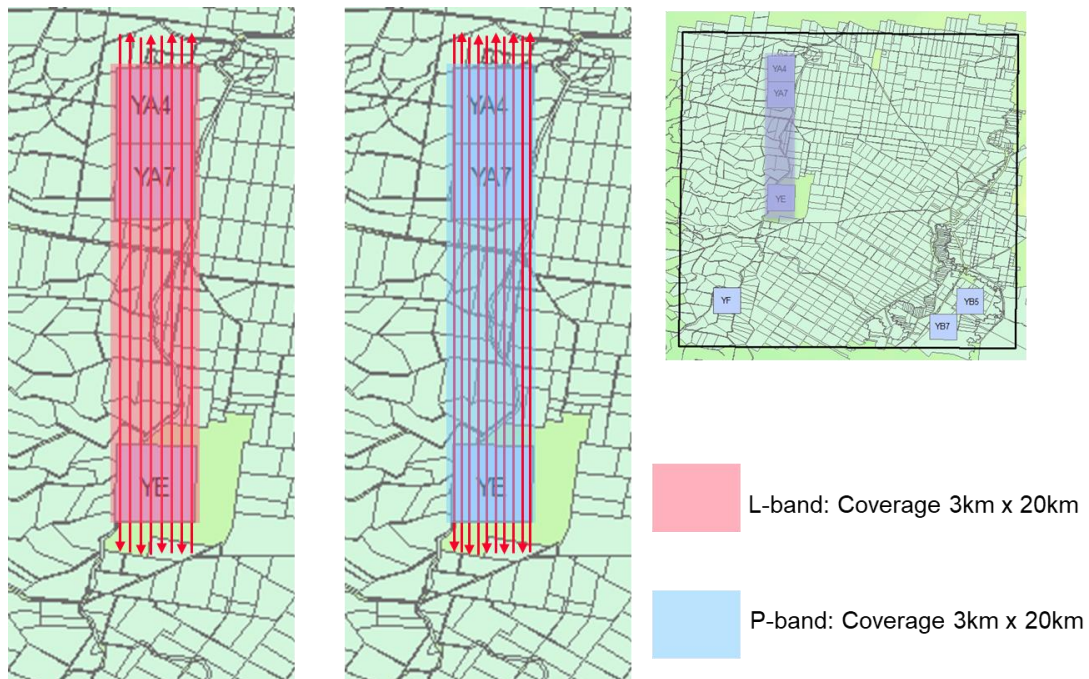 YA4
YA7
YE
YA4
YA7
YE
YA4
YA7
YE
YF
YB5
YB7
L-band: Coverage 3km x 20km
P-band: Coverage 3km x 20km